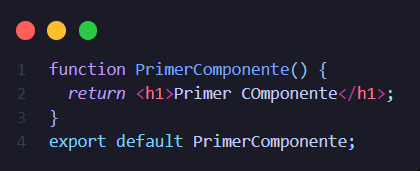 1 function PrimerComponente() {
2   return <h1>Primer COmponente</h1>;
3 }
4 export default PrimerComponente;